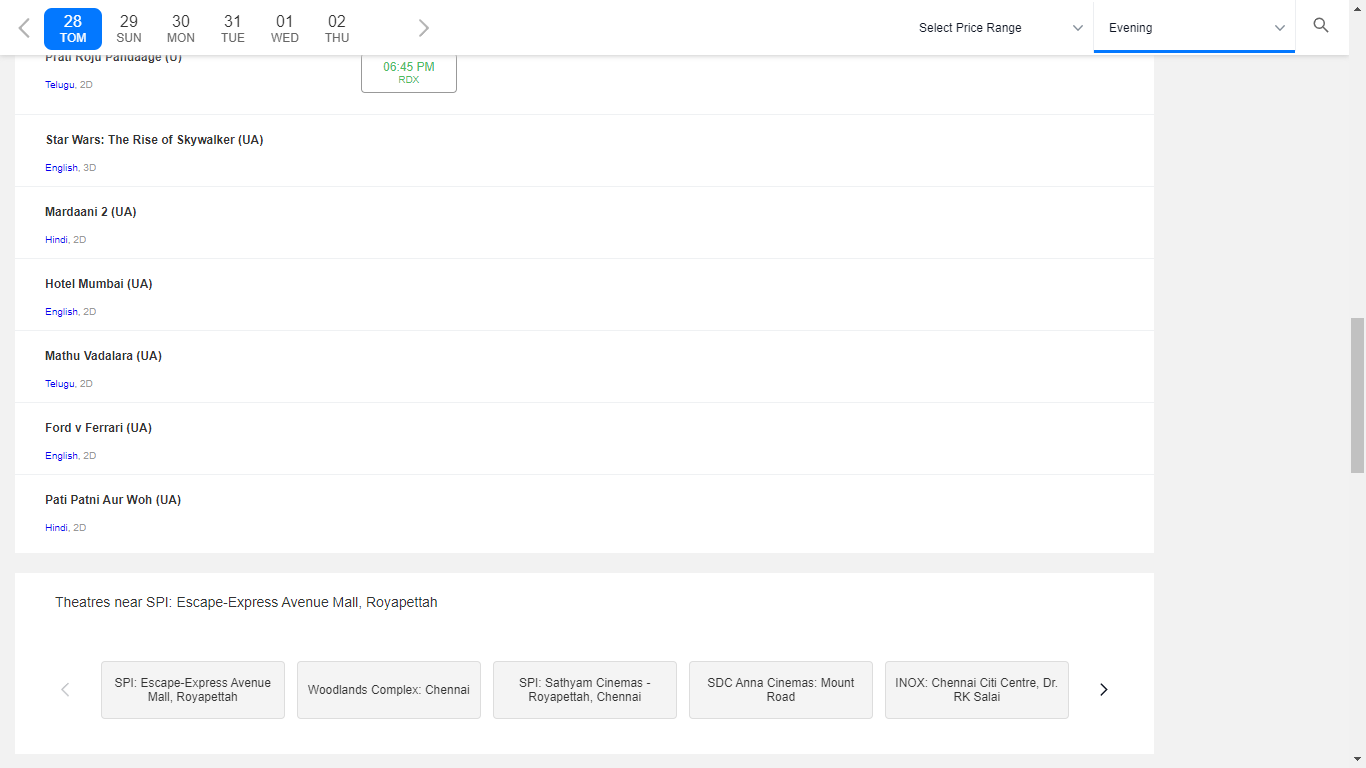 28 29 30 31 01 02
TOM SUN MON TUE WED THU
Select Price Range
Evening
Prati Roju Pandaage (U)
Telugu, 2D
06:45 PM
RDX
Star Wars: The Rise of Skywalker (UA)
English, 3D
Mardaani 2 (UA)
Hindi, 2D
Hotel Mumbai (UA)
English, 2D
Mathu Vadalara (UA)
Telugu, 2D
Ford v Ferrari (UA)
English, 2D
Pati Patni Aur Woh (UA)
Hindi, 2D
Theatres near SPI: Escape-Express Avenue Mall, Royapettah
SPI: Escape-Express Avenue
Mall, Royapettah
Woodlands Complex: Chennai
SPI: Sathyam Cinemas -
Royapettah, Chennai
SDC Anna Cinemas: Mount
Road
INOX: Chennai Citi Centre, Dr.
RK Salai